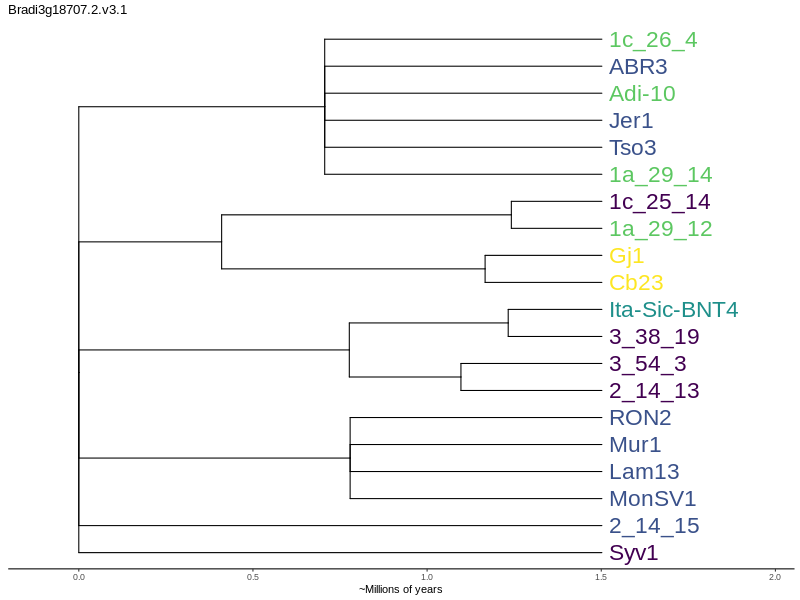 Bradi3g18707.2.v3.1
1c_26_4
ABR3
Adi-10
Jer1
Tso3
1a_29_14
1c_25_14
1a_29_12
Gj1
Cb23
Ita-Sic-BNT4
3_38_19
3_54_3
2_14_13
RON2
Mur1
Lam13
MonSV1
2_14_15
Syv1
0.0 0.5 1.0 1.5 2.0
~Millions of years